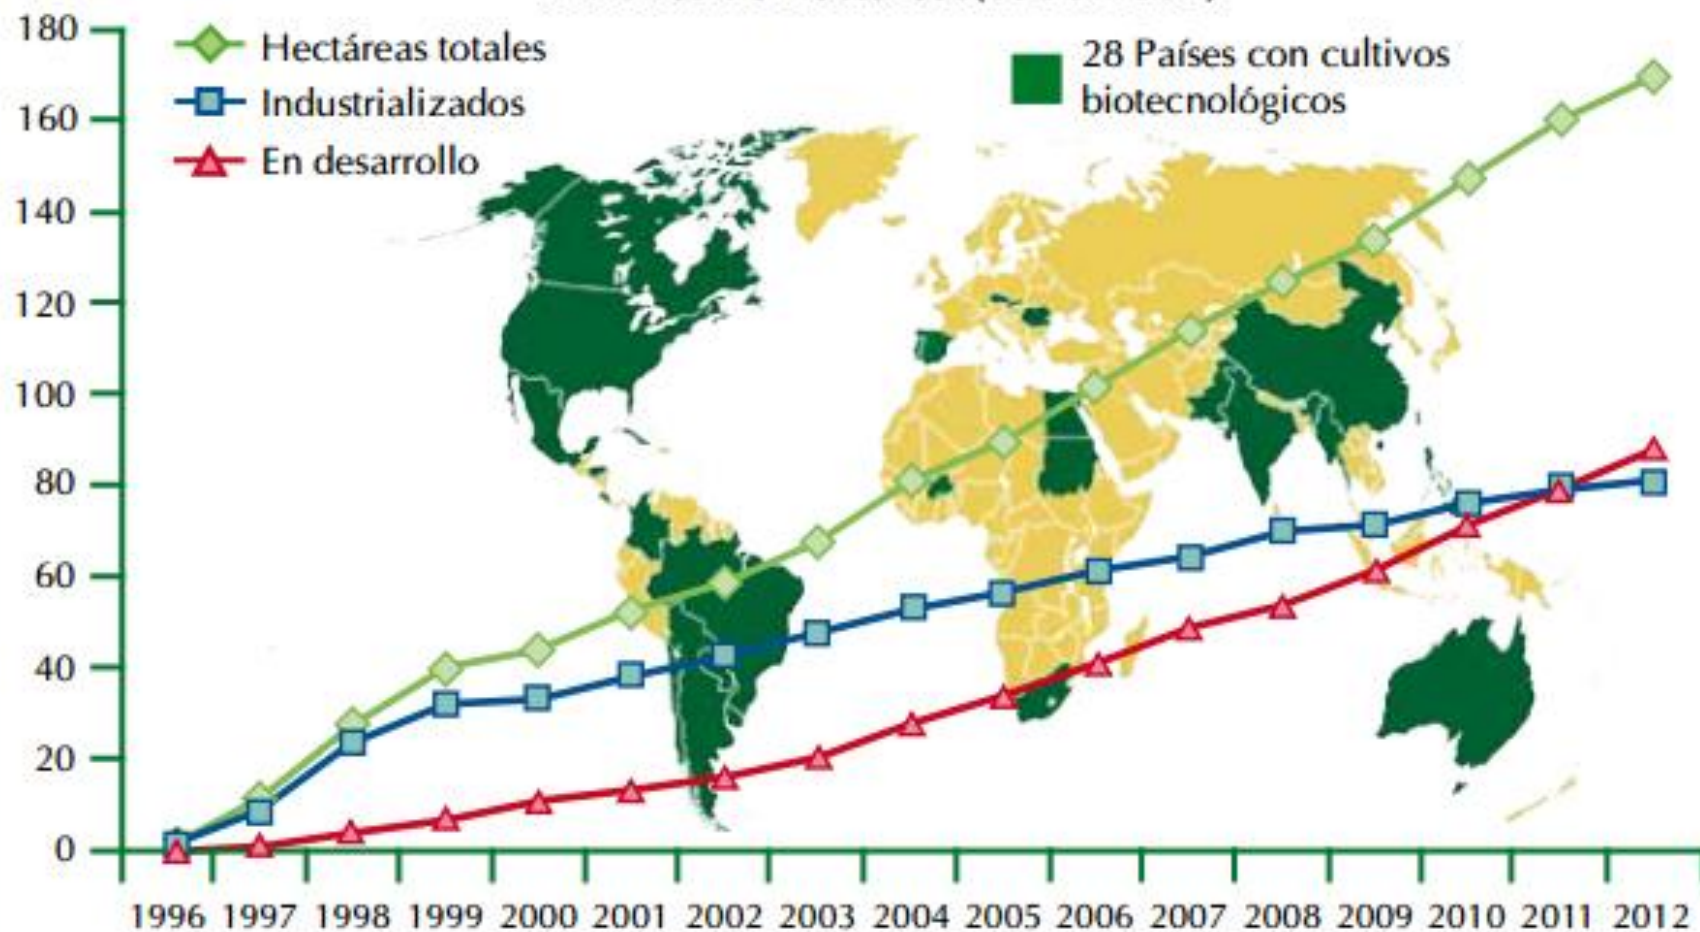 180
160
140
120
100
80
60
40
20
0
Hectáreas totales
Industrializados
En desarrollo
28 Países con cultivos
biotecnológicos
1996 1997 1998 1999 2000 2001 2002 2003 2004 2005 2006 2007 2008 2009 2010 2011 2012